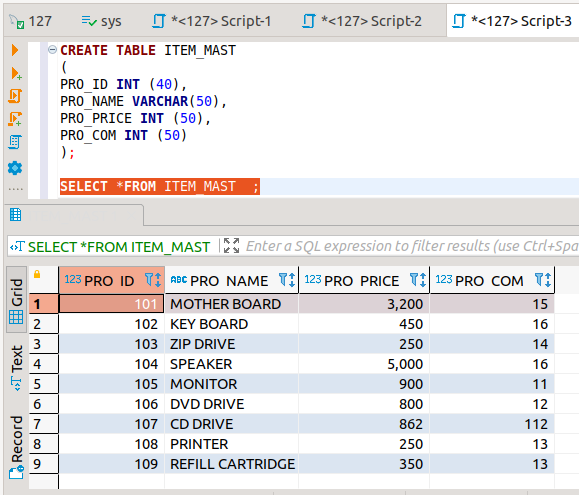 127
sys
*<127> Script-1
*<127> Script-2
*<127> Script-3
CREATE TABLE ITEM_MAST
(
PRO_ID INT (40),
PRO_NAME VARCHAR(50),
PRO_PRICE INT (50),
PRO_COM INT (50)
);
SELECT *FROM ITEM_MAST ;
SELECT *FROM ITEM_MAST Enter a SQL expression to filter results (use Ctrl+Spa
Grid
Text
Record
123 PRO_ID ABC PRO_NAME 123 PRO_PRICE 123 PRO_COM
1 101 MOTHER BOARD 3,200 15
2 102 KEY BOARD 450 16
3 103 ZIP DRIVE 250 14
4 104 SPEAKER 5,000 16
5 105 MONITOR 900 11
6 106 DVD DRIVE 800 12
7 107 CD DRIVE 862 112
8 108 PRINTER 250 13
9 109 REFILL CARTRIDGE 350 13